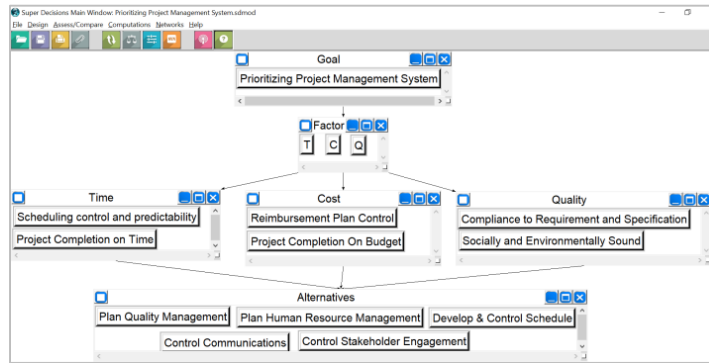 Super Decisions Main Window: Prioritizing Project Management System.sdmod
File Design Assess/Compare Computations Networks Help
Goal
Prioritizing Project Management System
Factor
T C Q
Time
Scheduling control and predictability
Project Completion on Time
Cost
Reimbursement Plan Control
Project Completion On Budget
Quality
Compliance to Requirement and Specification
Socially and Environmentally Sound
Alternatives
Plan Quality Management Plan Human Resource Management Develop & Control Schedule
Control Communications Control Stakeholder Engagement